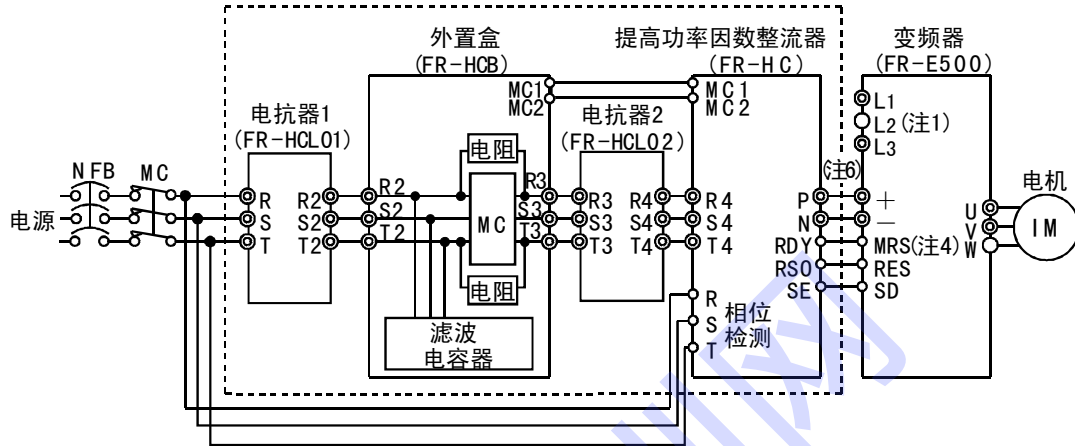 外置盒
(FR-HCB)
提高功率因数整流器
(FR-HC)
变频器
(FR-E500)
MC1
MC2
MC1
MC2
L1
L2(注1)
L3
电抗器1
(FR-HCL01)
电抗器2
(FR-HCL02)
电阻
NFB
MC
电源
R
S
T
R2
S2
T2
R2
S2
T2
MC
R3
S3
T3
R3
S3
T3
R4
S4
T4
R4
S4
T4
(注6)
P
N
RDY
RSO
SE
+
−
MRS(注4)
RES
SD
U
V
W
电机
IM
电阻
滤波
电容器
R
S
T
相位
检测